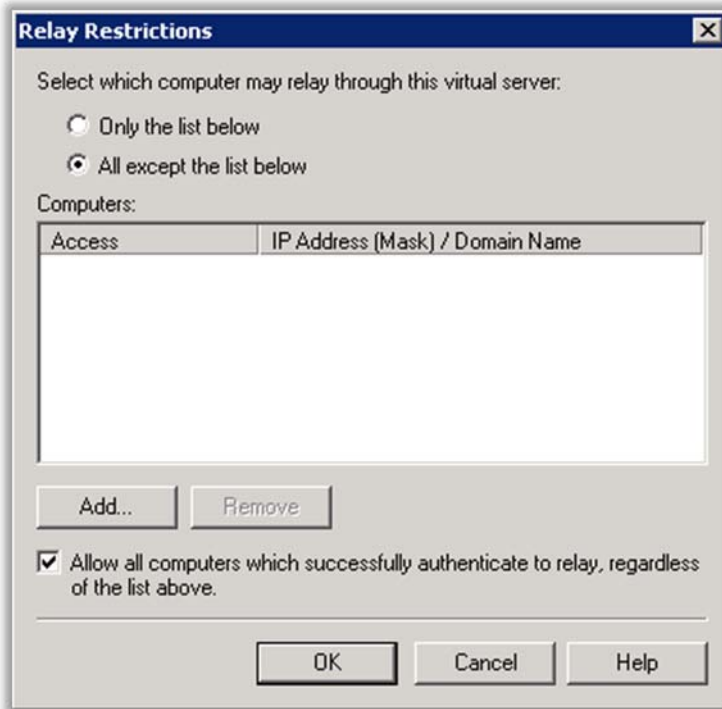 Relay Restrictions
Select which computer may relay through this virtual server:
Only the list below
All except the list below
Computers:
Access IP Address (Mask) / Domain Name
Add... Remove
Allow all computers which successfully authenticate to relay, regardless
of the list above.
OK Cancel Help